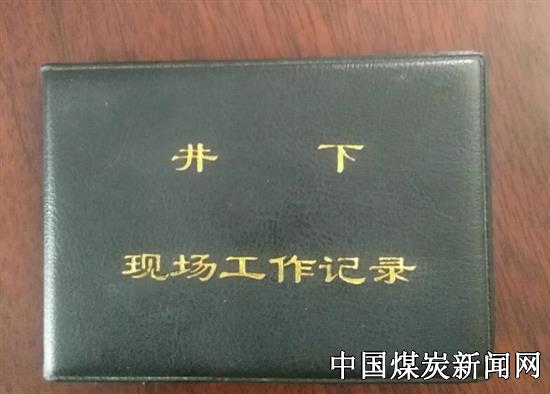 井 下
现场工作记录
中国煤炭新闻网